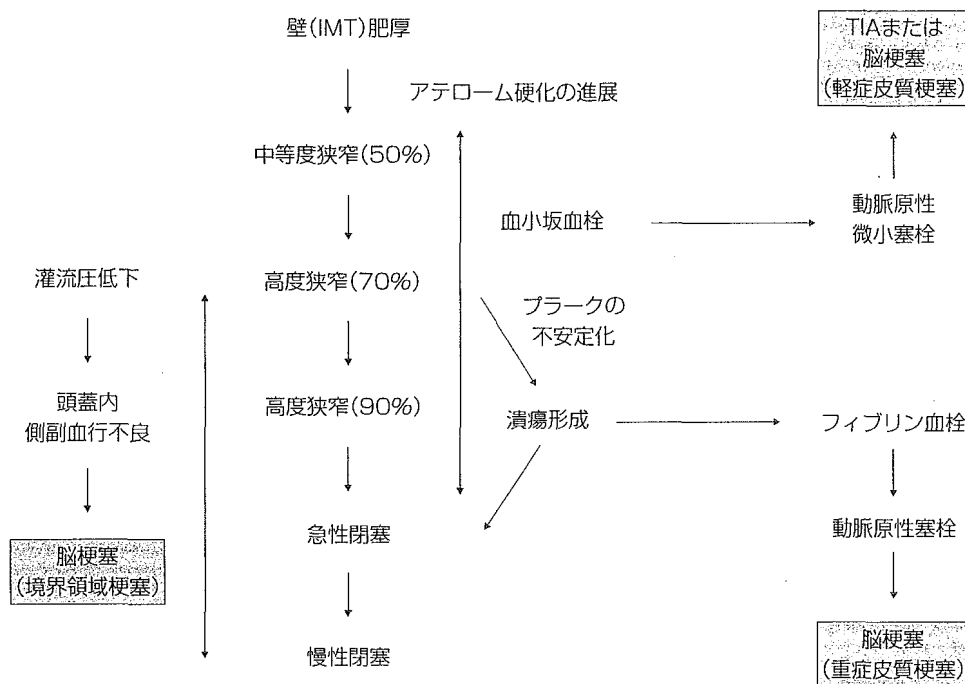 壁(IMT)肥厚
アテローム硬化の進展
中等度狭窄(50%)
高度狭窄(70%)
高度狭窄(90%)
急性閉塞
慢性閉塞
灌流圧低下
頭蓋内
側副血行不良
脳梗塞
(境界領域梗塞)
血小坂血栓
プラークの
不安定化
潰瘍形成
TIAまたは
脳梗塞
(軽症皮質梗塞)
動脈原性
微小塞栓
フィブリン血栓
動脈原性塞栓
脳梗塞
(重症皮質梗塞)